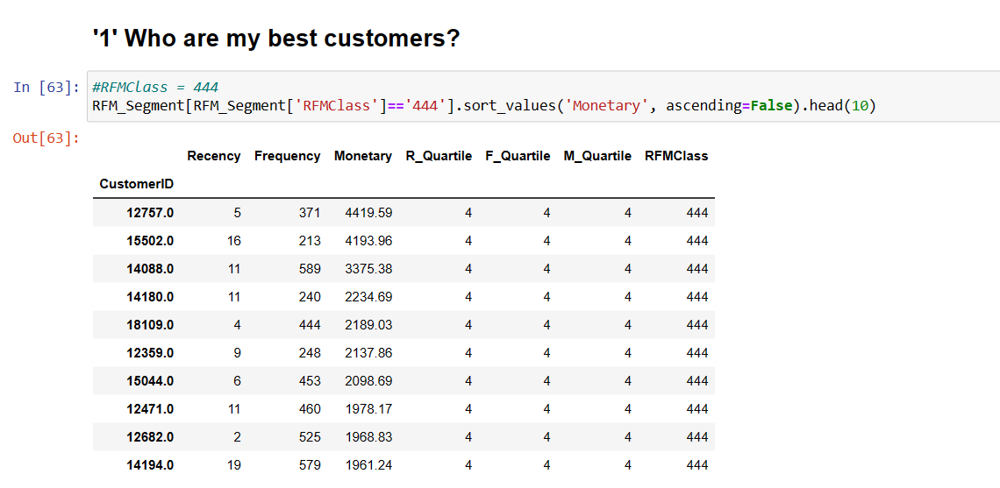 '1' Who are my best customers?
In [63]: #RFMClass = 444
RFM_Segment[RFM_Segment['RFMClass']=='444'].sort_values('Monetary', ascending=False).head(10)
Out[63]:
Recency Frequency Monetary R_Quartile F_Quartile M_Quartile RFMClass
CustomerID
12757.0 5 371 4419.59 4 4 4 444
15502.0 16 213 4193.96 4 4 4 444
14088.0 11 589 3375.38 4 4 4 444
14180.0 11 240 2234.69 4 4 4 444
18109.0 4 444 2189.03 4 4 4 444
12359.0 9 248 2137.86 4 4 4 444
15044.0 6 453 2098.69 4 4 4 444
12471.0 11 460 1978.17 4 4 4 444
12682.0 2 525 1968.83 4 4 4 444
14194.0 19 579 1961.24 4 4 4 444